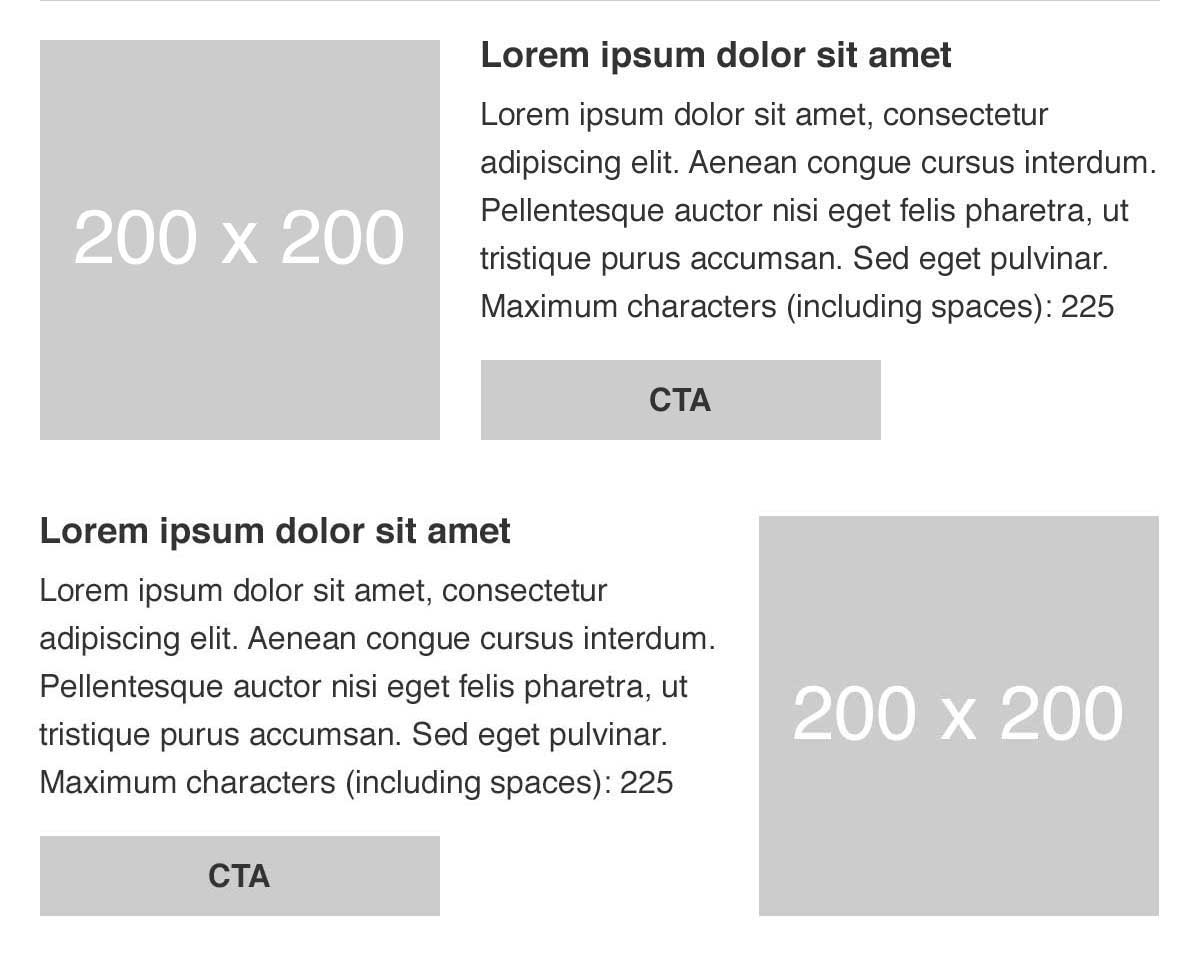 200 x 200
Lorem ipsum dolor sit amet
Lorem ipsum dolor sit amet, consectetur
adipiscing elit. Aenean congue cursus interdum.
Pellentesque auctor nisi eget felis pharetra, ut
tristique purus accumsan. Sed eget pulvinar.
Maximum characters (including spaces): 225
CTA
Lorem ipsum dolor sit amet
Lorem ipsum dolor sit amet, consectetur
adipiscing elit. Aenean congue cursus interdum.
Pellentesque auctor nisi eget felis pharetra, ut
tristique purus accumsan. Sed eget pulvinar.
Maximum characters (including spaces): 225
CTA
200 x 200